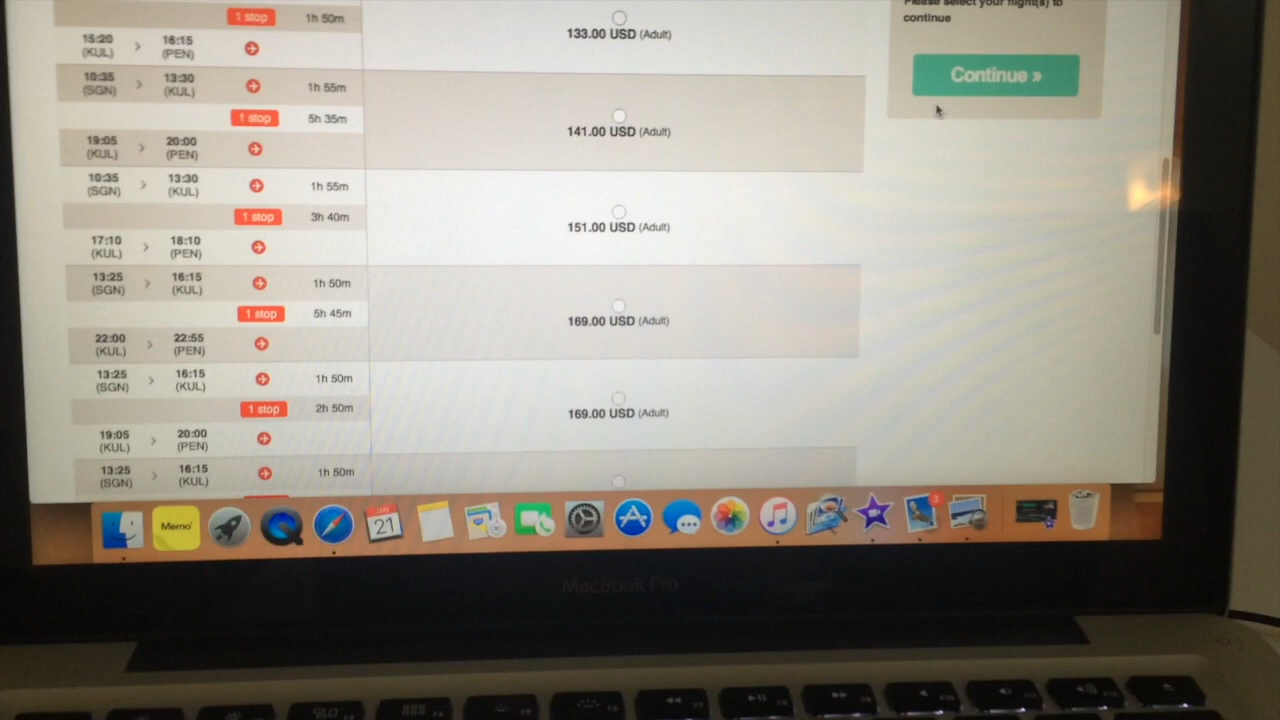 1 stop 1h 50m
15:20 > 16:15
(KUL) (PEN)
133.00 USD (Adult)
10:35 > 13:30 1h 55m
(SGN) (KUL)
1 stop 5h 35m
19:05 > 20:00
(KUL) (PEN)
141.00 USD (Adult)
10:35 > 13:30 1h 55m
(SGN) (KUL)
1 stop 3h 40m
17:10 > 18:10
(KUL) (PEN)
151.00 USD (Adult)
13:25 > 16:15 1h 50m
(SGN) (KUL)
1 stop 5h 45m
22:00 > 22:55
(KUL) (PEN)
169.00 USD (Adult)
13:25 > 16:15 1h 50m
(SGN) (KUL)
1 stop 2h 50m
19:05 > 20:00
(KUL) (PEN)
169.00 USD (Adult)
13:25 > 16:15 1h 50m
(SGN) (KUL)
Please select your flight(s) to
continue
Continue »
Memo
JAN
21
3
MacBook Pro